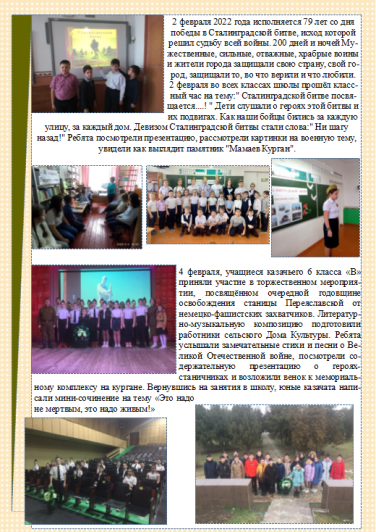 2 февраля 2022 года исполняется 79 лет со дня
победы в Сталинградской битве, исход которой
решил судьбу всей войны. 200 дней и ночей Му-
жественные, сильные, отважные, храбрые воины
и жители города защищали свою страну, свой го-
род, защищали то, во что верили и что любили.
2 февраля во всех классах школы прошёл класс-
ный час на тему:" Сталинградской битве посвя-
щается....! " Дети слушали о героях этой битвы и
их подвигах. Как наши бойцы бились за каждую
улицу, за каждый дом. Девизом Сталинградской битвы стали слова:" Ни шагу
назад!" Ребята посмотрели презентацию, рассмотрели картинки на военную тему,
увидели как выглядит памятник "Мамаев Курган".
4 февраля, учащиеся казачьего 6 класса «В»
приняли участие в торжественном мероприя-
тии, посвящённом очередной годовщине
освобождения станицы Переяславской от
немецко-фашистских захватчиков. Литератур-
но-музыкальную композицию подготовили
работники сельского Дома Культуры. Ребята
услышали замечательные стихи и песни о Ве-
ликой Отечественной войне, посмотрели со-
держательную презентацию о героях-
станичниках и возложили венок к мемориаль-
ному комплексу на кургане. Вернувшись на занятия в школу, юные казачата напи-
сали мини-сочинение на тему «Это надо
не мертвым, это надо живым!»